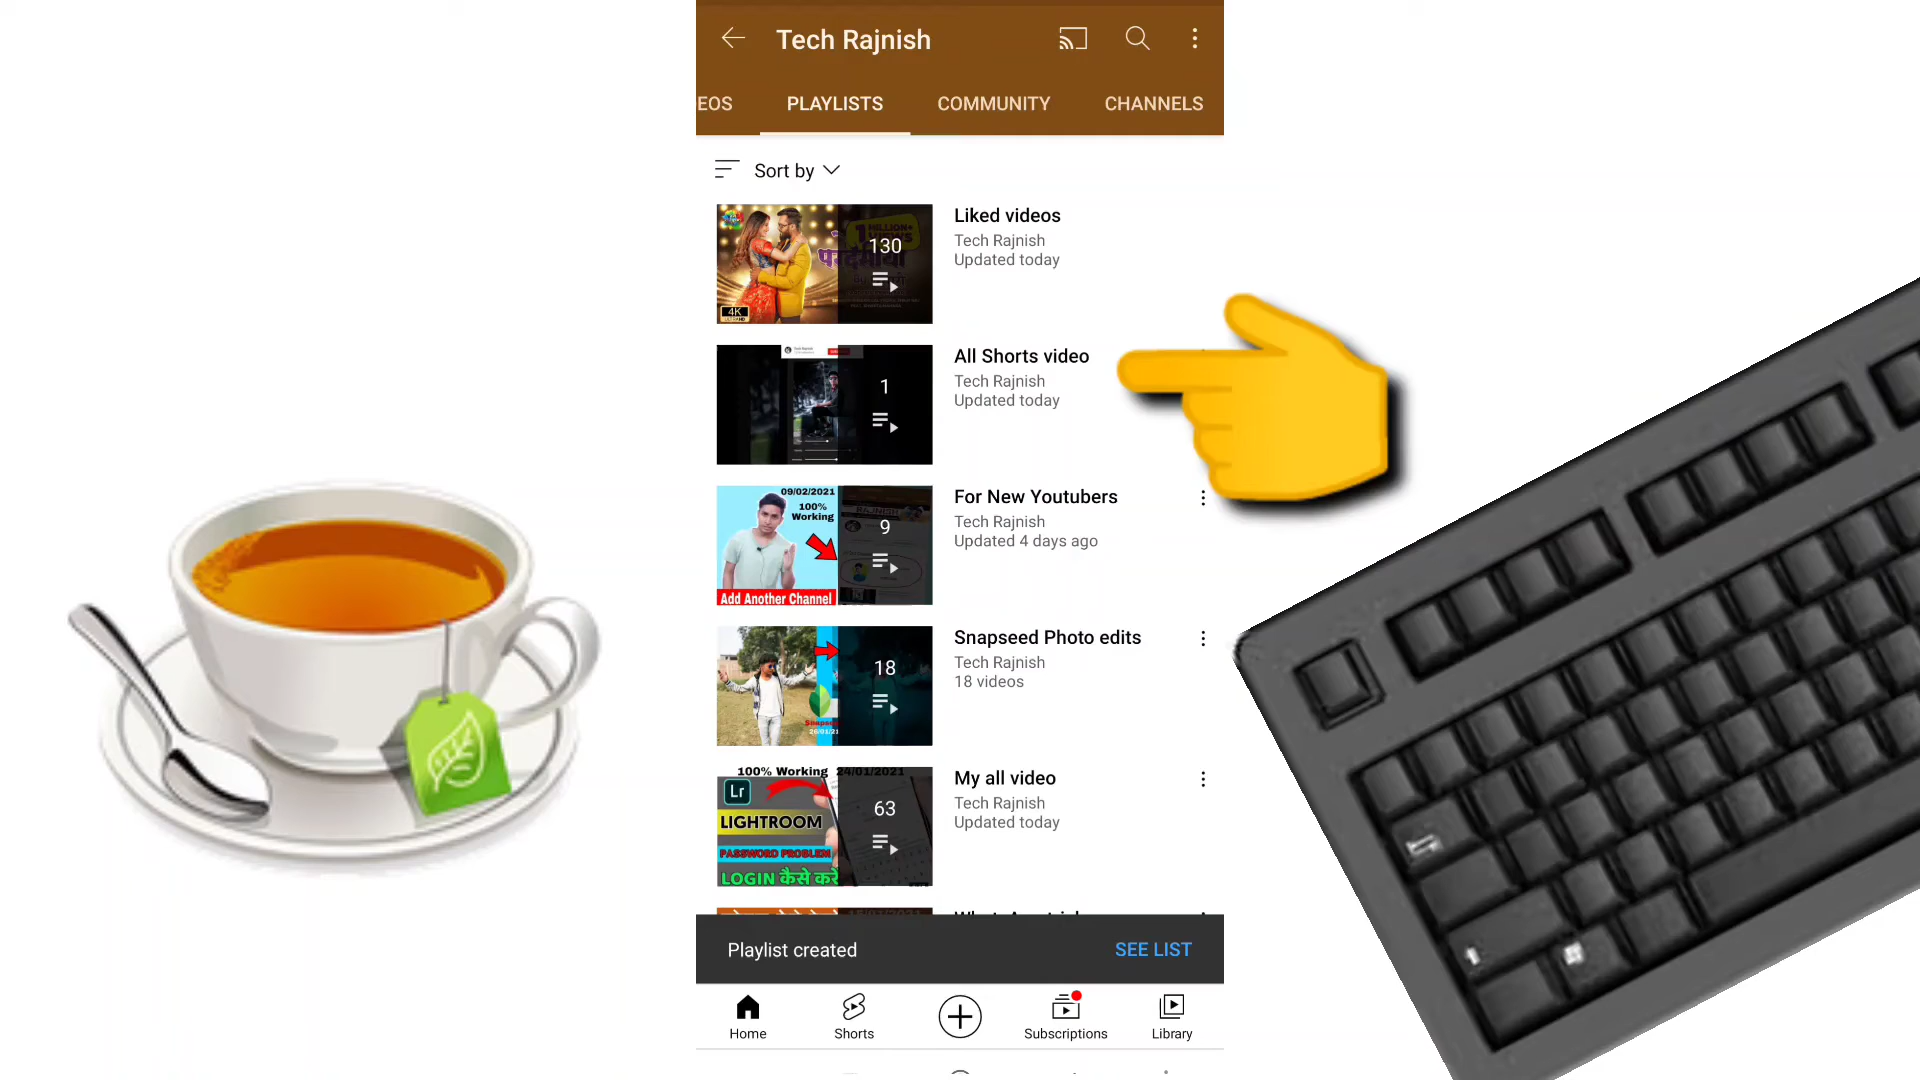 Tech Rajnish
EOS PLAYLISTS COMMUNITY CHANNELS
Sort by
1
MILLION+
VIEWS
4K
130
Liked videos
Tech Rajnish
Updated today
1
All Shorts video
Tech Rajnish
Updated today
09/02/2021
100%
Working
Add Another Channel
9
For New Youtubers
Tech Rajnish
Updated 4 days ago
18
Snapseed Photo edits
Tech Rajnish
18 videos
100% Working 24/01/2021
Lr
LIGHTROOM
PASSWORD PROBLEM
LOGIN कैसे करें
63
My all video
Tech Rajnish
Updated today
Playlist created SEE LIST
Home Shorts Subscriptions Library